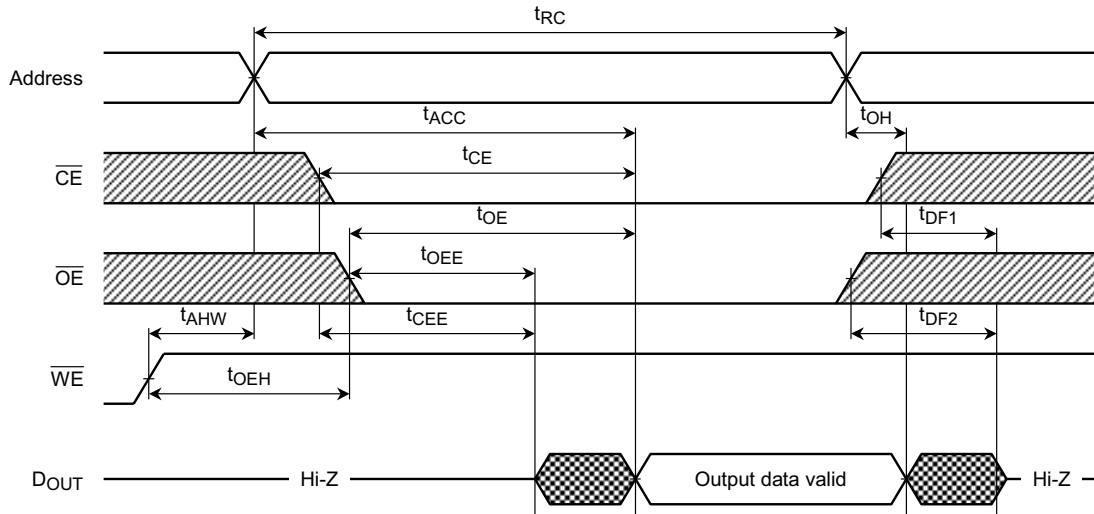 tRC
Address
tACC
tOH
CE
tCE
tOE
tDF1
OE
tOEE
tAHW
tCEE
tDF2
WE
tOEH
DOUT
Hi-Z
Output data valid
Hi-Z